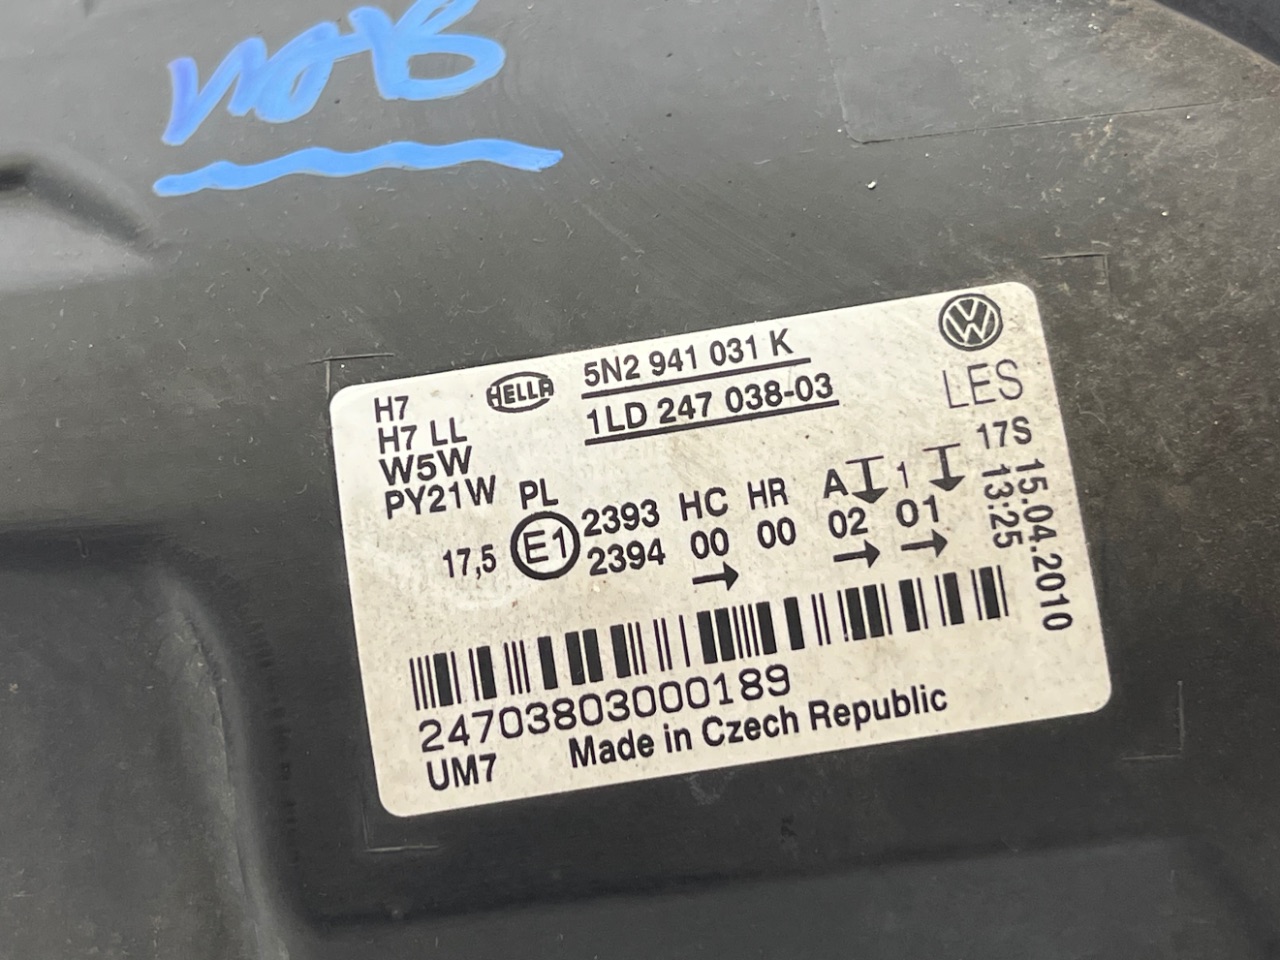 H7
H7 LL
W5W
PY21W
HELLA
5N2 941 031 K
1LD 247 038-03
LES
17S
PL HC HR A 1
17,5 E1 2393 00 00 02 01
2394
15.04.2010
13:25
24703803000189
UM7 Made in Czech Republic